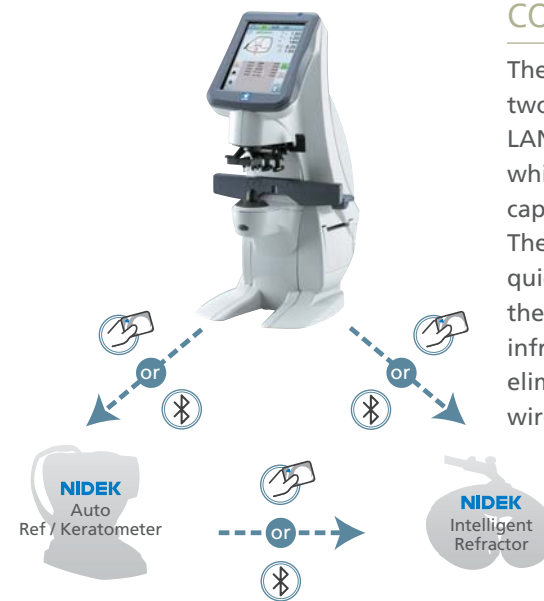 CO
The
two
LAN
whi
cap
The
qui
the
infr
elim
wir
or
or
NIDEK
Auto
Ref / Keratometer
or
NIDEK
Intelligent
Refractor